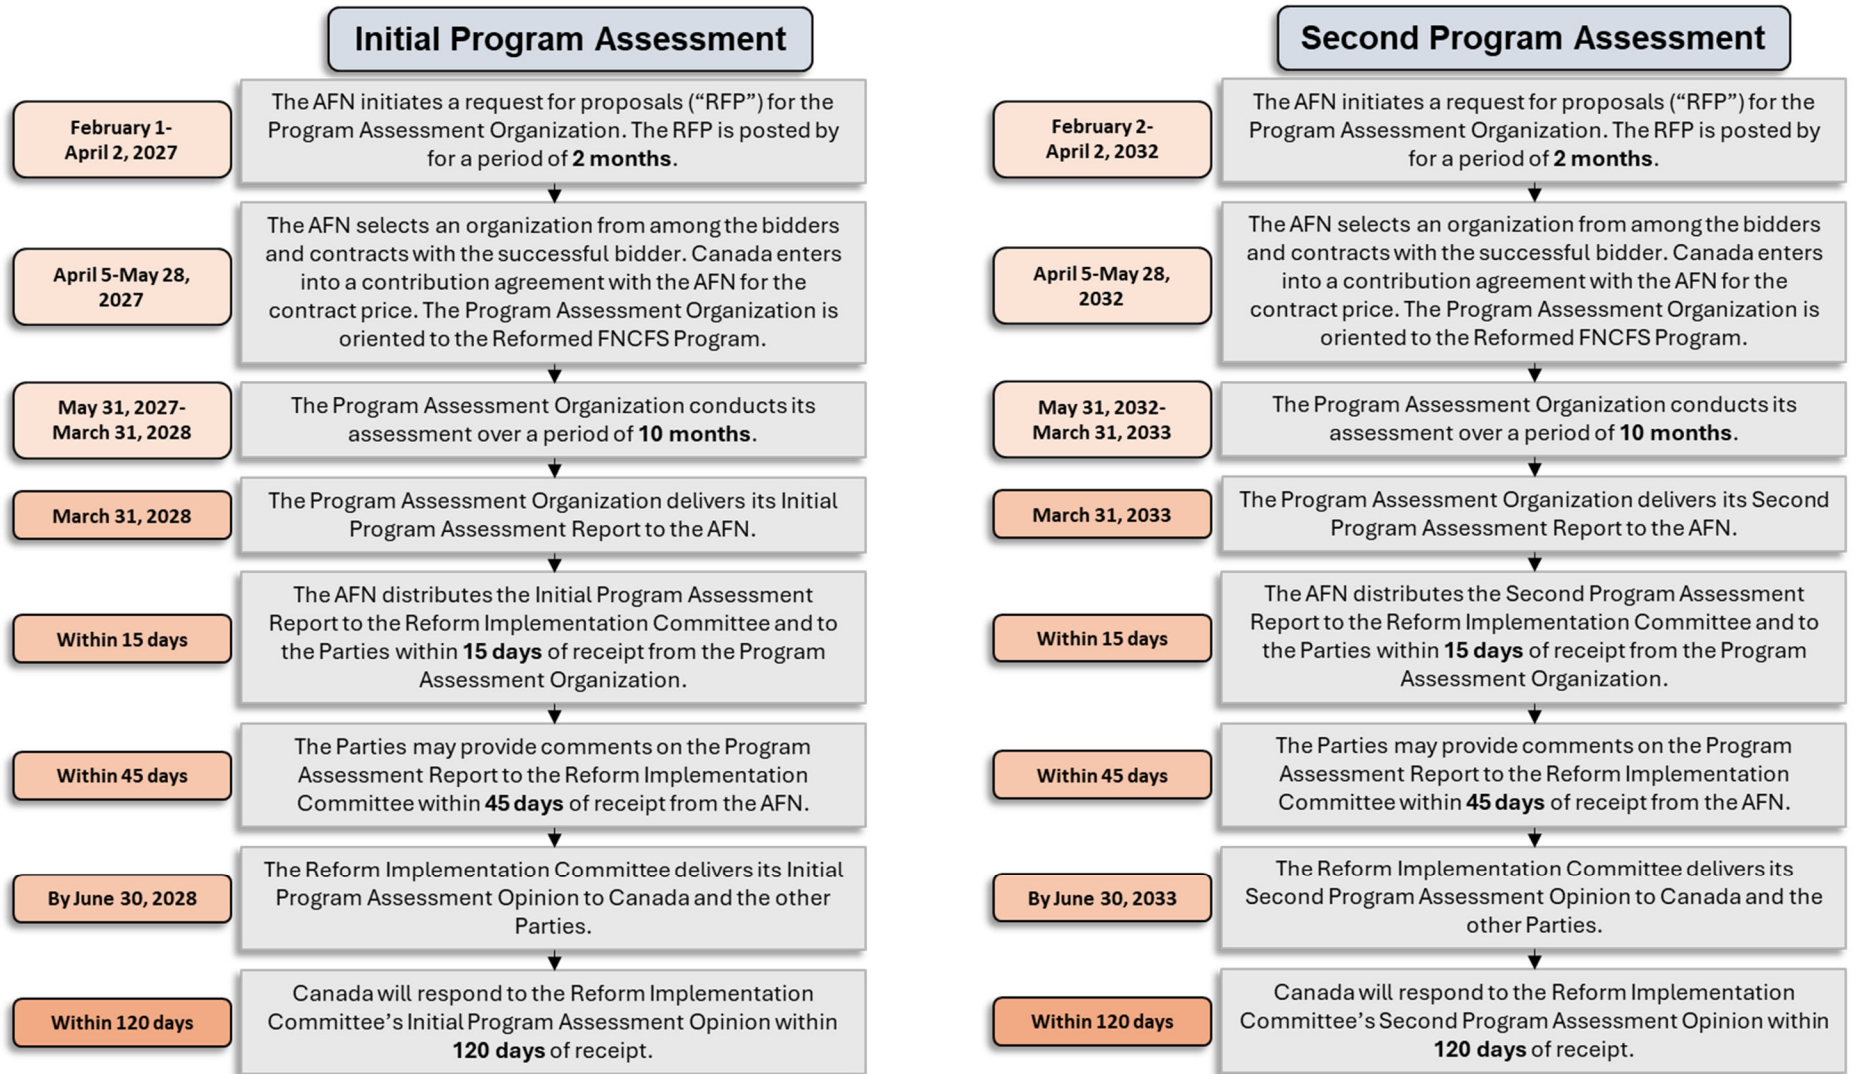 Initial Program Assessment
February 1-
April 2, 2027
The AFN initiates a request for proposals (“RFP”) for the
Program Assessment Organization. The RFP is posted by
for a period of 2 months.
April 5-May 28,
2027
The AFN selects an organization from among the bidders
and contracts with the successful bidder. Canada enters
into a contribution agreement with the AFN for the
contract price. The Program Assessment Organization is
oriented to the Reformed FNCFS Program.
May 31, 2027-
March 31, 2028
The Program Assessment Organization conducts its
assessment over a period of 10 months.
March 31, 2028
The Program Assessment Organization delivers its Initial
Program Assessment Report to the AFN.
Within 15 days
The AFN distributes the Initial Program Assessment
Report to the Reform Implementation Committee and to
the Parties within 15 days of receipt from the Program
Assessment Organization.
Within 45 days
The Parties may provide comments on the Program
Assessment Report to the Reform Implementation
Committee within 45 days of receipt from the AFN.
By June 30, 2028
The Reform Implementation Committee delivers its Initial
Program Assessment Opinion to Canada and the other
Parties.
Within 120 days
Canada will respond to the Reform Implementation
Committee’s Initial Program Assessment Opinion within
120 days of receipt.
Second Program Assessment
February 2-
April 2, 2032
The AFN initiates a request for proposals (“RFP”) for the
Program Assessment Organization. The RFP is posted by
for a period of 2 months.
April 5-May 28,
2032
The AFN selects an organization from among the bidders
and contracts with the successful bidder. Canada enters
into a contribution agreement with the AFN for the
contract price. The Program Assessment Organization is
oriented to the Reformed FNCFS Program.
May 31, 2032-
March 31, 2033
The Program Assessment Organization conducts its
assessment over a period of 10 months.
March 31, 2033
The Program Assessment Organization delivers its Second
Program Assessment Report to the AFN.
Within 15 days
The AFN distributes the Second Program Assessment
Report to the Reform Implementation Committee and to
the Parties within 15 days of receipt from the Program
Assessment Organization.
Within 45 days
The Parties may provide comments on the Program
Assessment Report to the Reform Implementation
Committee within 45 days of receipt from the AFN.
By June 30, 2033
The Reform Implementation Committee delivers its
Second Program Assessment Opinion to Canada and the
other Parties.
Within 120 days
Canada will respond to the Reform Implementation
Committee’s Second Program Assessment Opinion within
120 days of receipt.